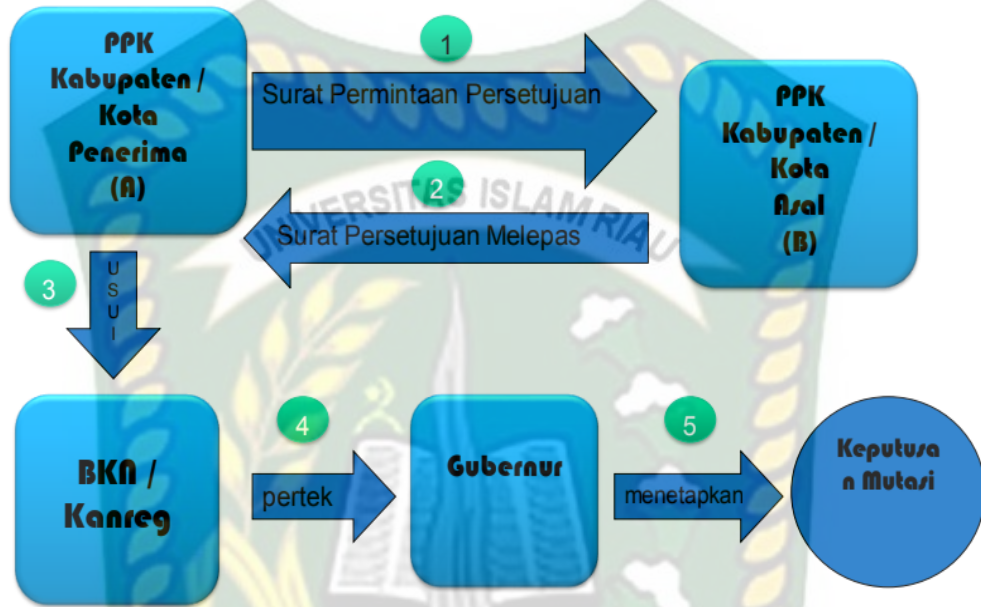 PPK
Kabupaten /
Kota
Penerima
(A)
1
Surat Permintaan Persetujuan
PPK
Kabupaten /
Kota
Asal
(B)
2
Surat Persetujuan Melepas
UNIVERSITAS ISLAM RIAU
3
U
S
U
l
BKN /
Kanreg
4
pertek
Gubernur
5
menetapkan
Keputusa
n Mutasi